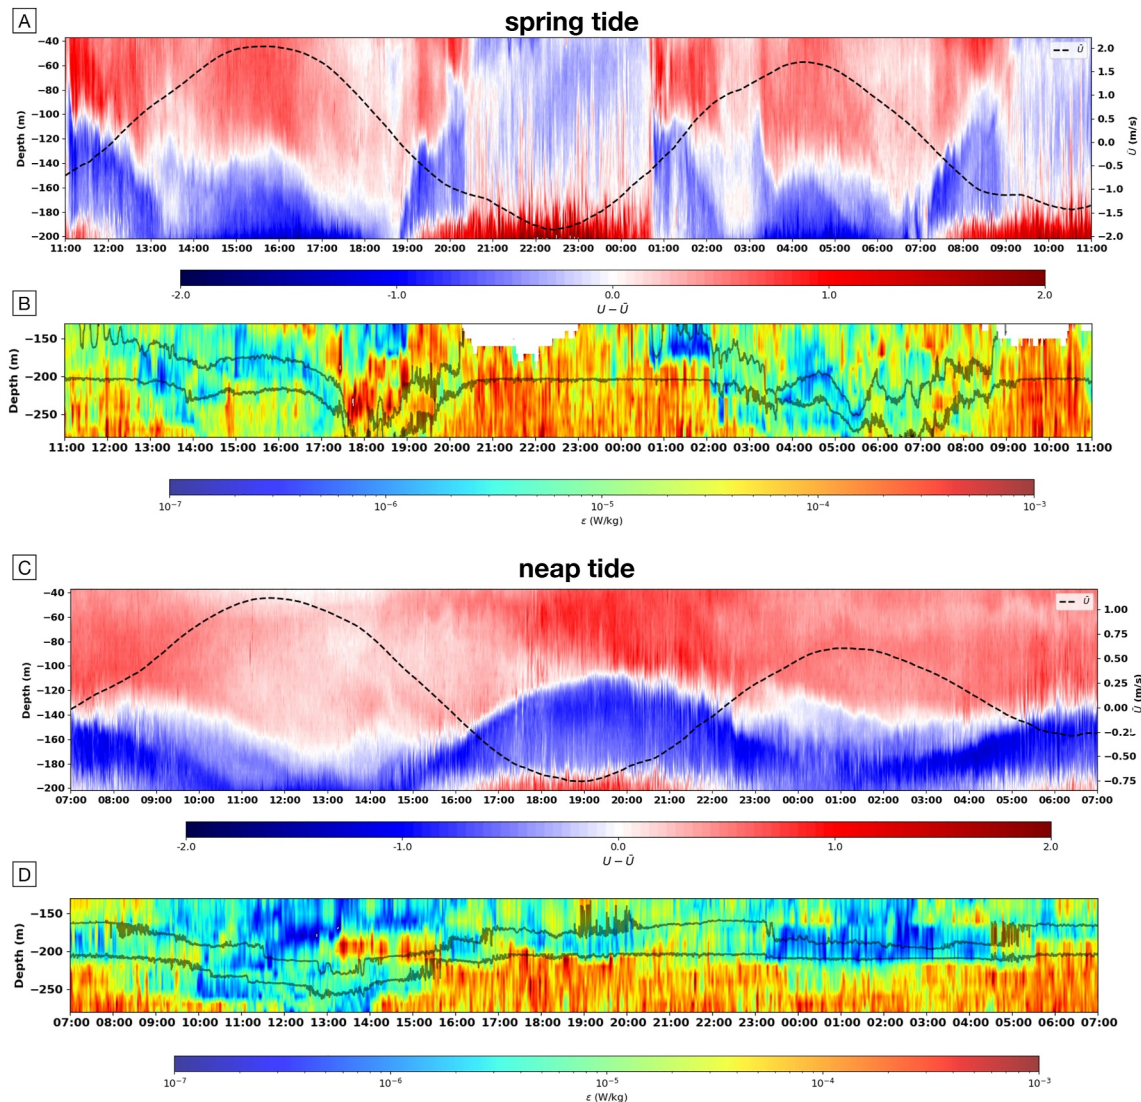 A
spring tide
−40
−60
−80
−100
−120
−140
−160
−180
−200
Depth (m)
Ū
2.0
1.5
1.0
0.5
0.0
−0.5
−1.0
−1.5
−2.0
Ū (m/s)
11:00 12:00 13:00 14:00 15:00 16:00 17:00 18:00 19:00 20:00 21:00 22:00 23:00 00:00 01:00 02:00 03:00 04:00 05:00 06:00 07:00 08:00 09:00 10:00 11:00
-2.0 -1.0 0.0 1.0 2.0
U − Ū
B
−150
−200
−250
Depth (m)
11:00 12:00 13:00 14:00 15:00 16:00 17:00 18:00 19:00 20:00 21:00 22:00 23:00 00:00 01:00 02:00 03:00 04:00 05:00 06:00 07:00 08:00 09:00 10:00 11:00
10⁻⁷ 10⁻⁶ 10⁻⁵ 10⁻⁴ 10⁻³
ε (W/kg)
C
neap tide
−40
−60
−80
−100
−120
−140
−160
−180
−200
Depth (m)
Ū
1.00
0.75
0.50
0.25
0.00
−0.25
−0.50
−0.75
Ū (m/s)
07:00 08:00 09:00 10:00 11:00 12:00 13:00 14:00 15:00 16:00 17:00 18:00 19:00 20:00 21:00 22:00 23:00 00:00 01:00 02:00 03:00 04:00 05:00 06:00 07:00
-2.0 -1.0 0.0 1.0 2.0
U − Ū
D
−150
−200
−250
Depth (m)
07:00 08:00 09:00 10:00 11:00 12:00 13:00 14:00 15:00 16:00 17:00 18:00 19:00 20:00 21:00 22:00 23:00 00:00 01:00 02:00 03:00 04:00 05:00 06:00 07:00
10⁻⁷ 10⁻⁶ 10⁻⁵ 10⁻⁴ 10⁻³
ε (W/kg)